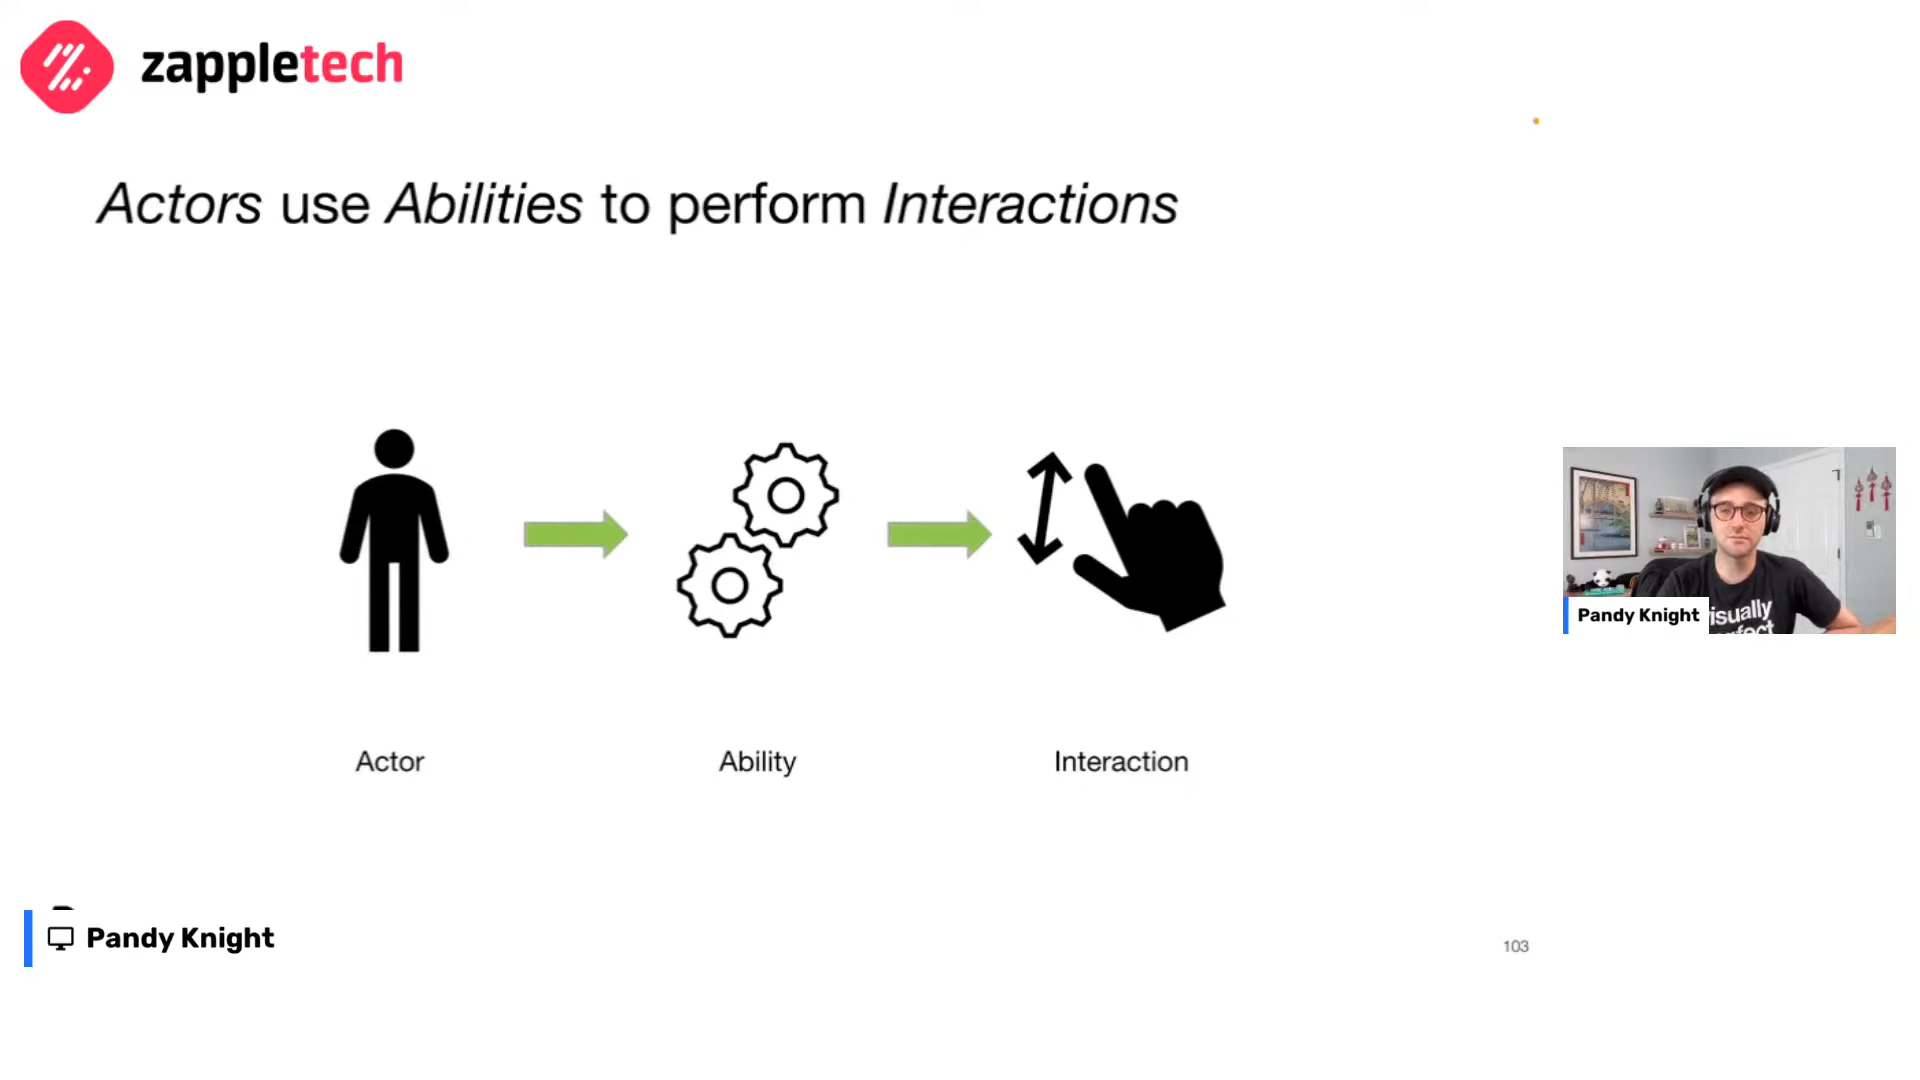 zappletech
Actors use Abilities to perform Interactions
Actor
Ability
Interaction
Pandy Knight
isually
Pandy Knight
103